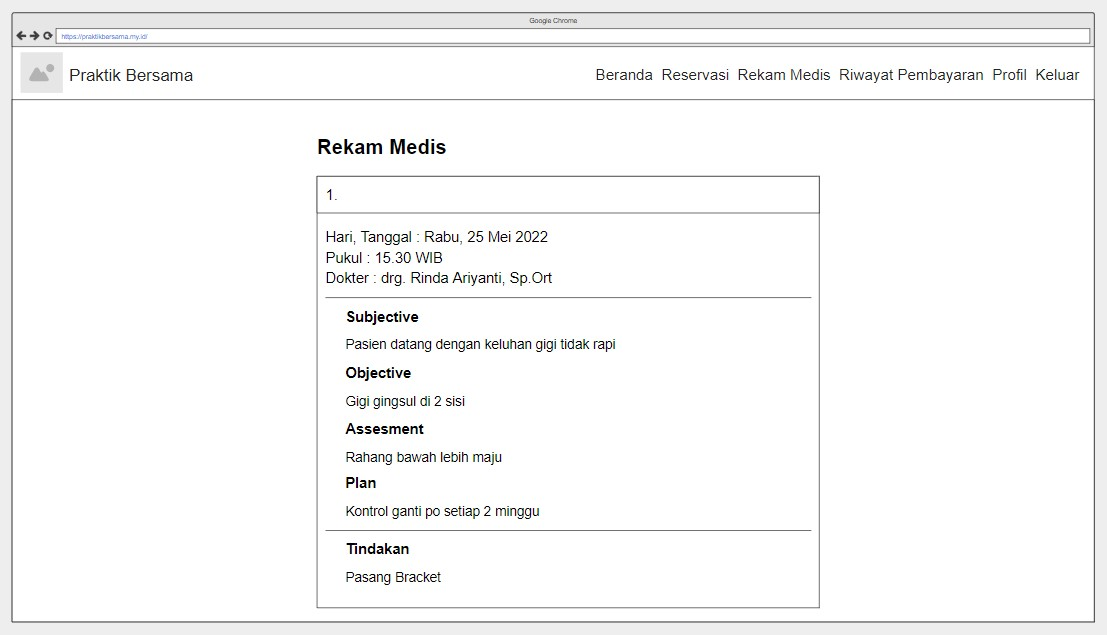 Google Chrome
https://praktikbersama.my.id/
Praktik Bersama
Beranda Reservasi Rekam Medis Riwayat Pembayaran Profil Keluar
Rekam Medis
1.
Hari, Tanggal : Rabu, 25 Mei 2022
Pukul : 15.30 WIB
Dokter : drg. Rinda Ariyanti, Sp.Ort
Subjective
Pasien datang dengan keluhan gigi tidak rapi
Objective
Gigi gingsul di 2 sisi
Assesment
Rahang bawah lebih maju
Plan
Kontrol ganti po setiap 2 minggu
Tindakan
Pasang Bracket